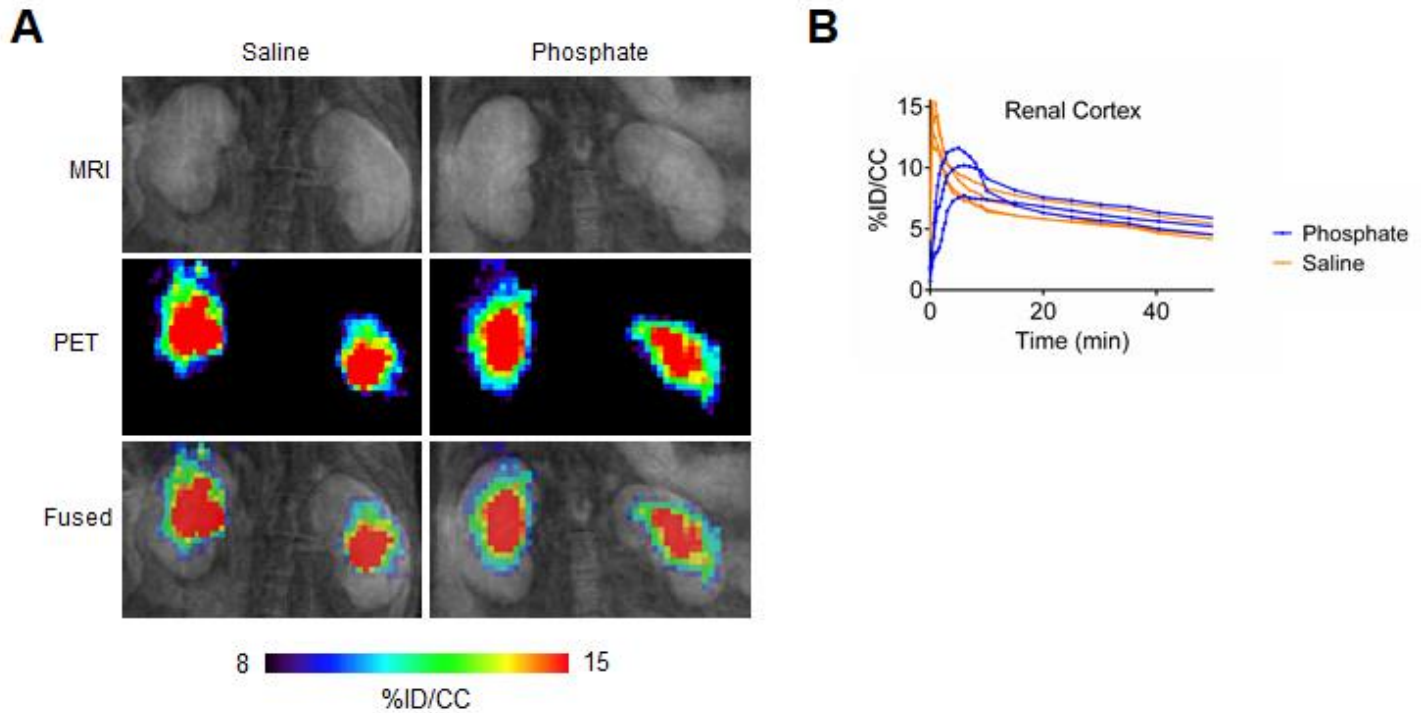 A
B
Saline
Phosphate
MRI
PET
Fused
8
15
%ID/CC
Renal Cortex
15
10
5
0
%ID/CC
0
20
40
Time (min)
Phosphate
Saline